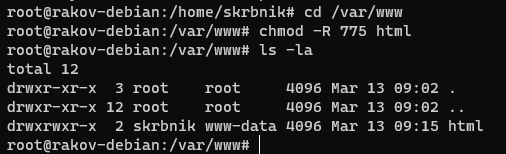 root@rakov-debian:/home/skrbnik# cd /var/www
root@rakov-debian:/var/www# chmod -R 775 html
root@rakov-debian:/var/www# ls -la
total 12
drwxr-xr-x  3 root    root     4096 Mar 13 09:02 .
drwxr-xr-x 12 root    root     4096 Mar 13 09:02 ..
drwxrwxr-x  2 skrbnik www-data 4096 Mar 13 09:15 html
root@rakov-debian:/var/www#